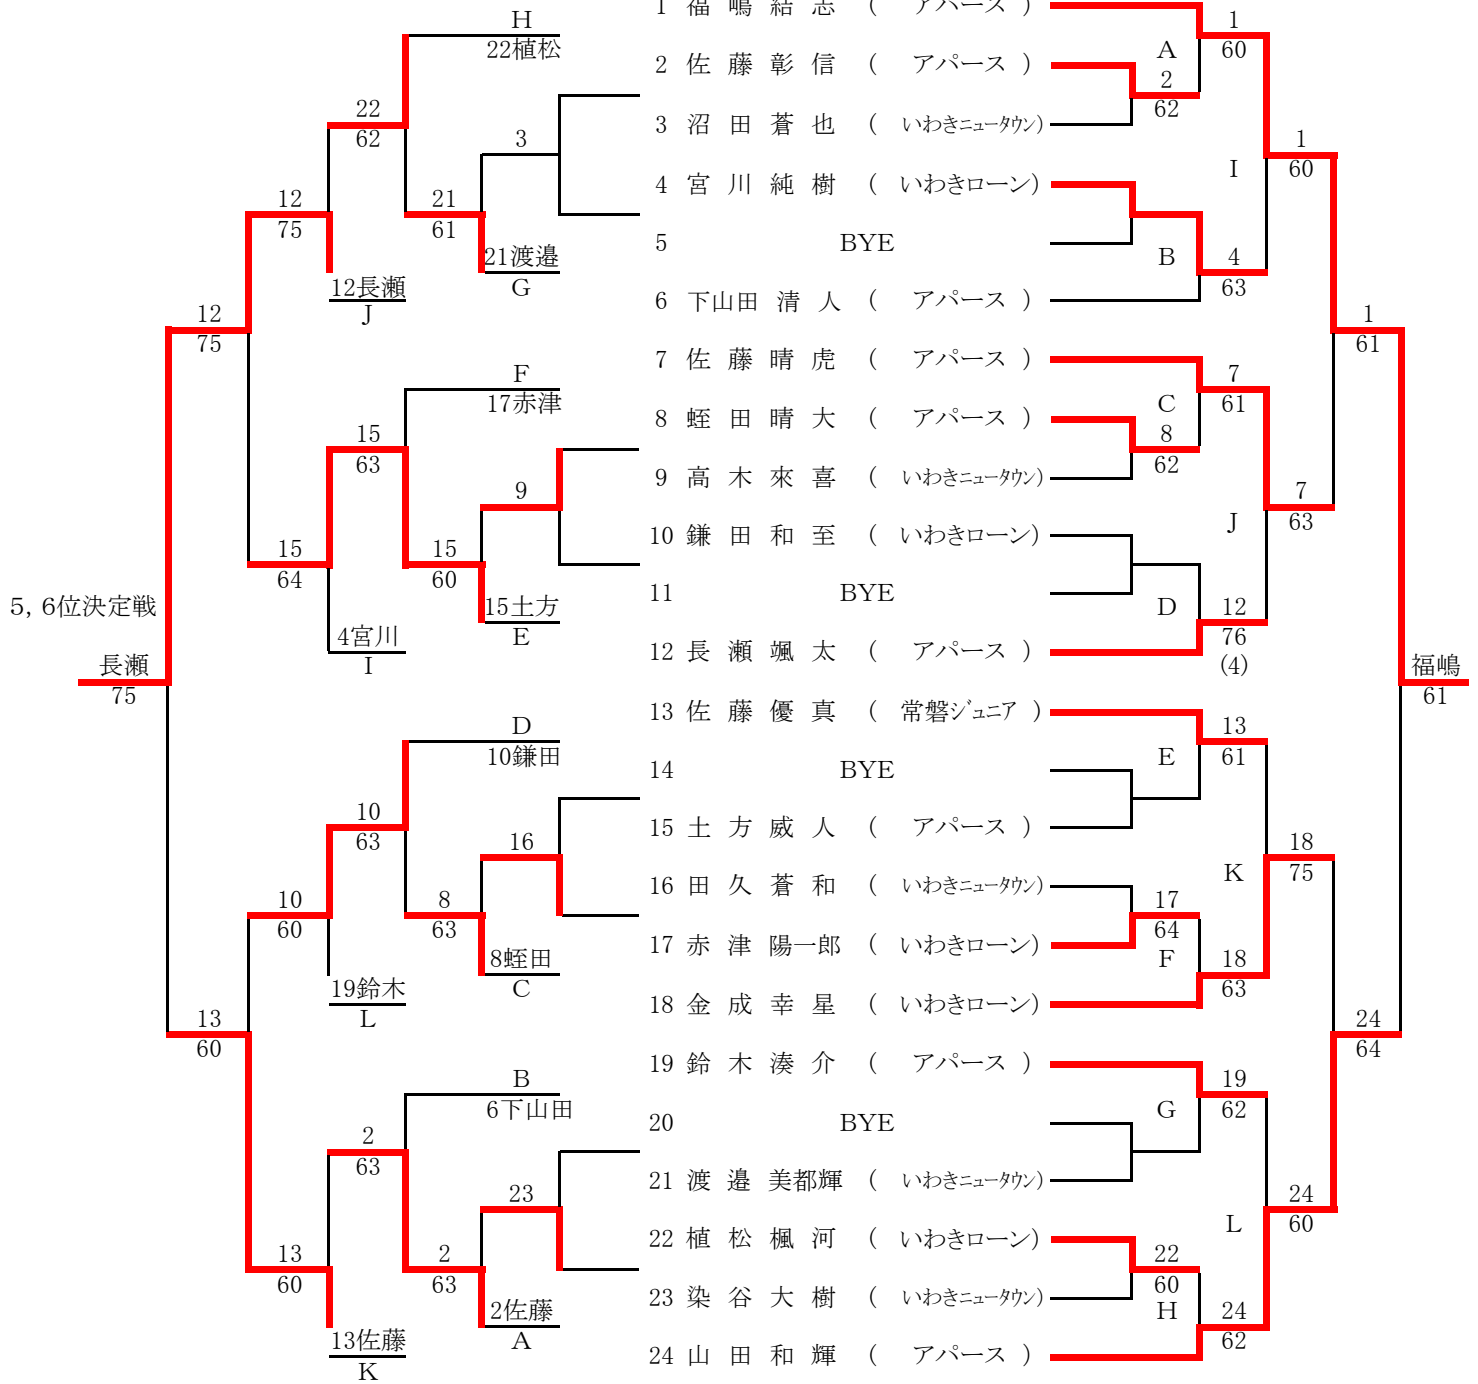 1 福嶋結志 ( アパース )
2 佐藤彰信 ( アパース )
3 沼田蒼也 ( いわきニュータウン)
4 宮川純樹 ( いわきローン)
5 BYE
6 下山田清人 ( アパース )
7 佐藤晴虎 ( アパース )
8 蛭田晴大 ( アパース )
9 高木來喜 ( いわきニュータウン)
10 鎌田和至 ( いわきローン)
11 BYE
12 長瀬颯太 ( アパース )
13 佐藤優真 ( 常磐ジュニア )
14 BYE
15 土方威人 ( アパース )
16 田久蒼和 ( いわきニュータウン)
17 赤津陽一郎 ( いわきローン)
18 金成幸星 ( いわきローン)
19 鈴木湊介 ( アパース )
20 BYE
21 渡邉美都輝 ( いわきニュータウン)
22 植松楓河 ( いわきローン)
23 染谷大樹 ( いわきニュータウン)
24 山田和輝 ( アパース )
H
22植松
22
62
3
12
75
21
61
21渡邉
G
12長瀬
J
12
75
F
17赤津
15
63
9
15
64
15
60
15土方
E
4宮川
I
5, 6位決定戦
長瀬
75
D
10鎌田
10
63
16
10
60
8
63
8蛭田
C
19鈴木
L
13
60
B
6下山田
2
63
23
13
60
2
63
2佐藤
A
13佐藤
K
1
60
A
2
62
1
60
I
B
4
63
1
61
7
61
C
8
62
7
63
J
D
12
76
(4)
福嶋
61
13
61
E
18
75
K
17
64
F
18
63
24
64
19
62
G
24
60
L
22
60
H
24
62